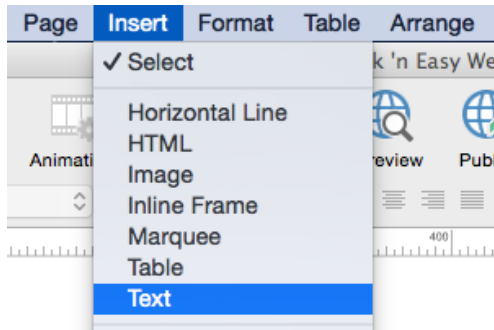 Page Insert Format Table Arrange
✓ Select
k 'n Easy We
Horizontal Line
HTML
Animati
eview
Publ
Image
Inline Frame
Marquee
400
Table
Text